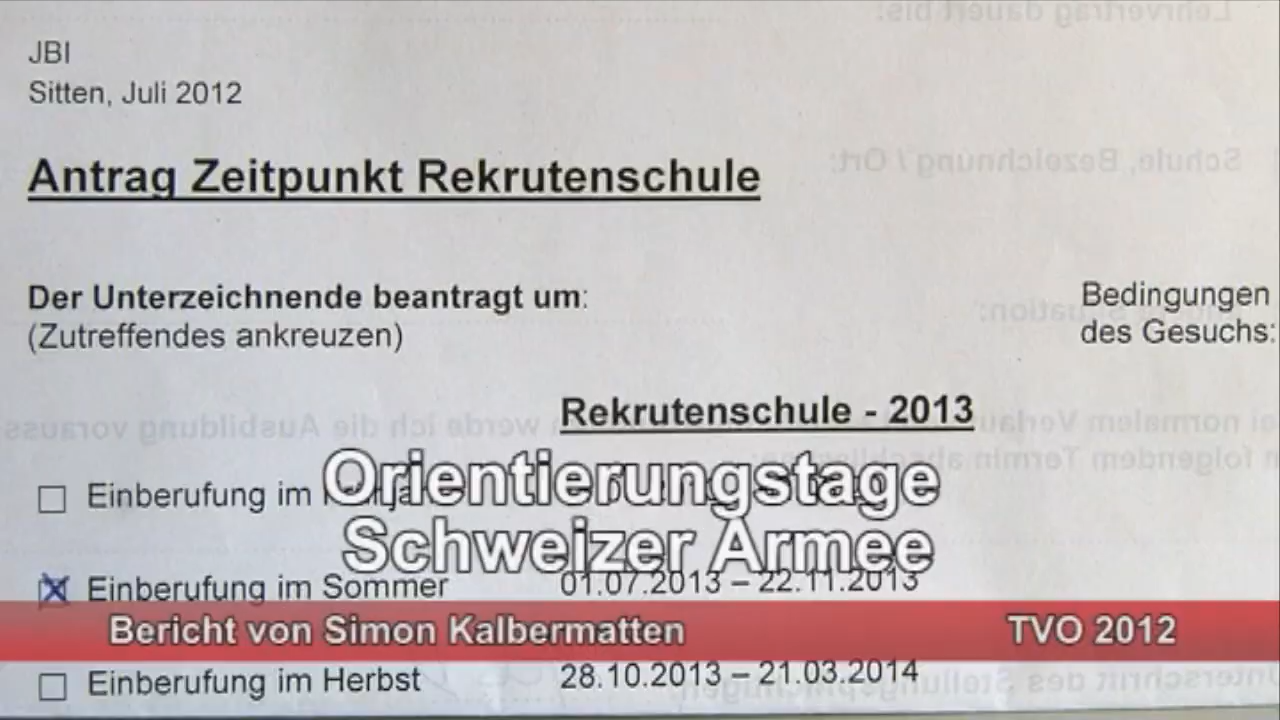 JBI
Sitten, Juli 2012
Antrag Zeitpunkt Rekrutenschule
Der Unterzeichnende beantragt um:
(Zutreffendes ankreuzen)
Bedingungen
des Gesuchs:
Rekrutenschule - 2013
Einberufung im
Orientierungstage
Schweizer Armee
Einberufung im Sommer 01.07.2013 – 22.11.2013
Bericht von Simon Kalbermatten TVO 2012
Einberufung im Herbst 28.10.2013 – 21.03.2014